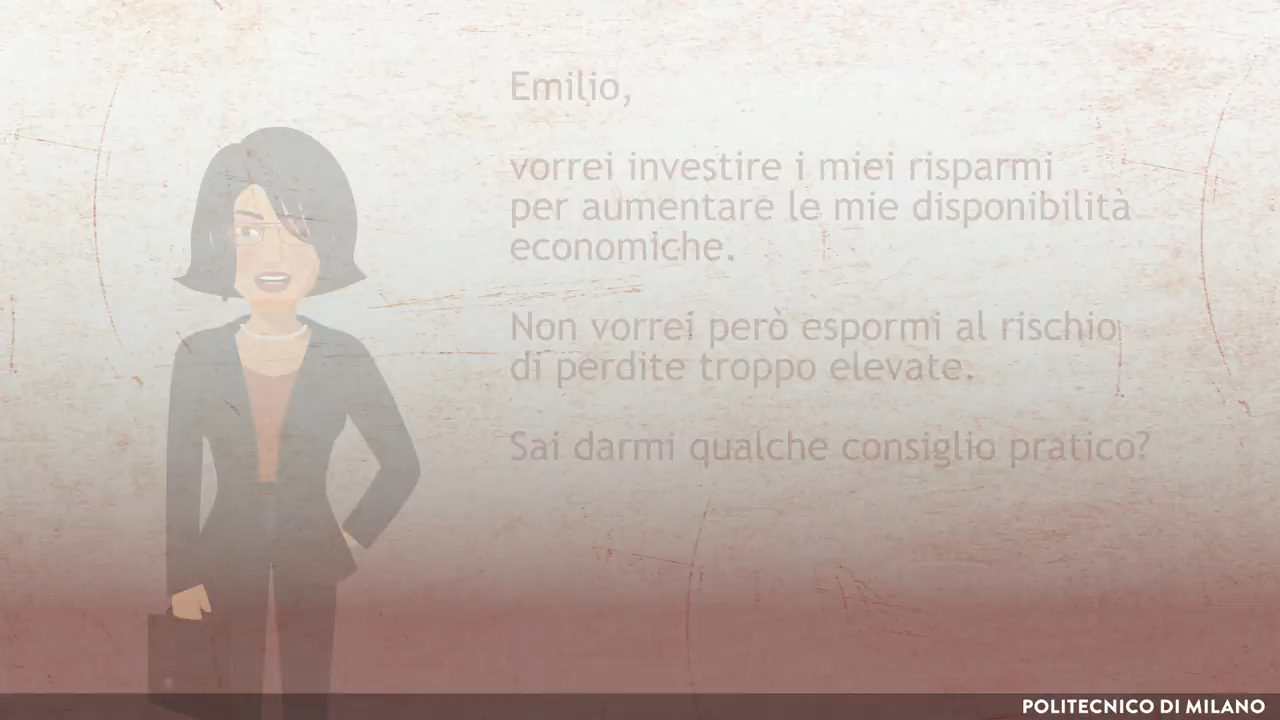 Emilio,
vorrei investire i miei risparmi
per aumentare le mie disponibilità
economiche.
Non vorrei però espormi al rischio
di perdite troppo elevate.
Sai darmi qualche consiglio pratico?
POLITECNICO DI MILANO